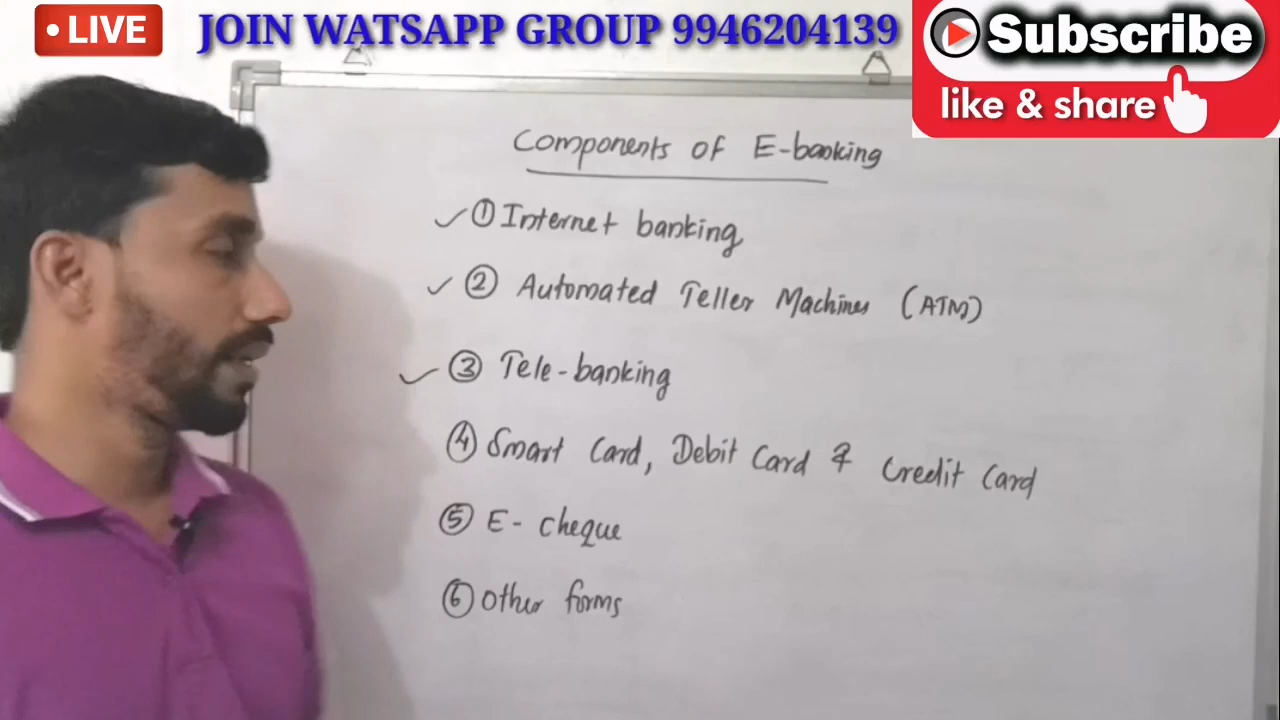 LIVE
JOIN WATSAPP GROUP 9946204139
Subscribe
like & share
Components of E-banking
① Internet banking
② Automated Teller Machines (ATM)
③ Tele-banking
④ Smart Card, Debit Card & Credit Card
⑤ E-Cheque
⑥ Other forms